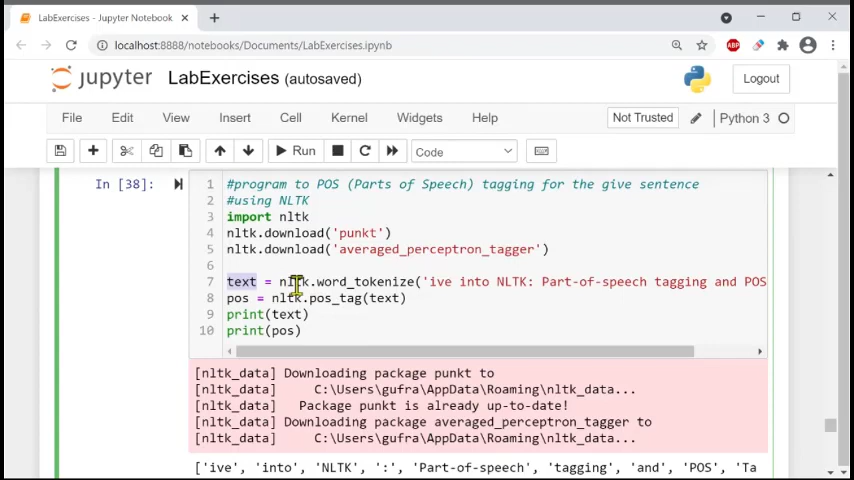 LabExercises - Jupyter Notebook
localhost:8888/notebooks/Documents/LabExercises.ipynb
ABP
jupyter LabExercises (autosaved)
Logout
File Edit View Insert Cell Kernel Widgets Help
Not Trusted
Python 3
Run
Code
In [38]:
1 #program to POS (Parts of Speech) tagging for the give sentence
2 #using NLTK
3 import nltk
4 nltk.download('punkt')
5 nltk.download('averaged_perceptron_tagger')
6
7 text = nltk.word_tokenize('ive into NLTK: Part-of-speech tagging and POS
8 pos = nltk.pos_tag(text)
9 print(text)
10 print(pos)
[nltk_data] Downloading package punkt to
[nltk_data] C:\Users\gufra\AppData\Roaming\nltk_data...
[nltk_data] Package punkt is already up-to-date!
[nltk_data] Downloading package averaged_perceptron_tagger to
[nltk_data] C:\Users\gufra\AppData\Roaming\nltk_data...
['ive', 'into', 'NLTK', ':', 'Part-of-speech', 'tagging', 'and', 'POS', 'Ta